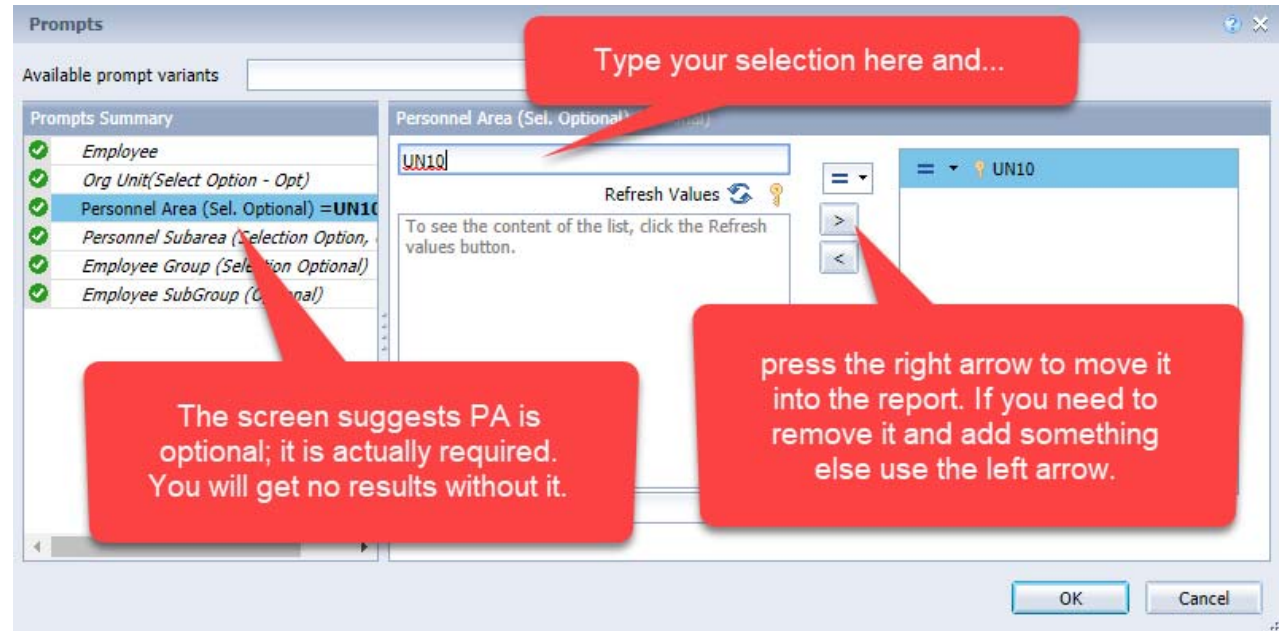 Prompts
Available prompt variants
Type your selection here and...
Prompts Summary
Employee
Org Unit(Select Option - Opt)
Personnel Area (Sel. Optional) =UN10
Personnel Subarea (Selection Option,
Employee Group (Selection Optional)
Employee SubGroup (Optional)
Personnel Area (Sel. Optional)
UN10
Refresh Values
To see the content of the list, click the Refresh
values button.
=
>
<
= UN10
The screen suggests PA is
optional; it is actually required.
You will get no results without it.
press the right arrow to move it
into the report. If you need to
remove it and add something
else use the left arrow.
OK
Cancel